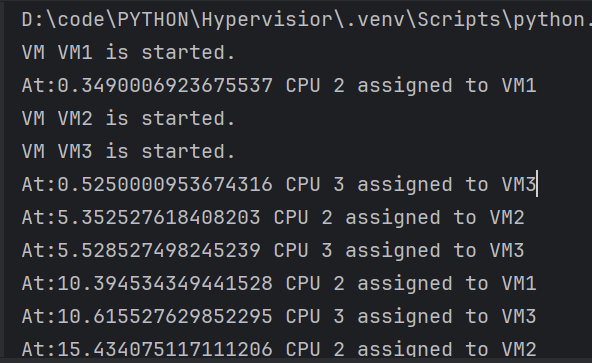 D:\code\PYTHON\Hypervisior\.venv\Scripts\python.
VM VM1 is started.
At:0.3490006923675537 CPU 2 assigned to VM1
VM VM2 is started.
VM VM3 is started.
At:0.5250000953674316 CPU 3 assigned to VM3
At:5.352527618408203 CPU 2 assigned to VM2
At:5.528527498245239 CPU 3 assigned to VM3
At:10.394534349441528 CPU 2 assigned to VM1
At:10.615527629852295 CPU 3 assigned to VM3
At:15.434075117111206 CPU 2 assigned to VM2